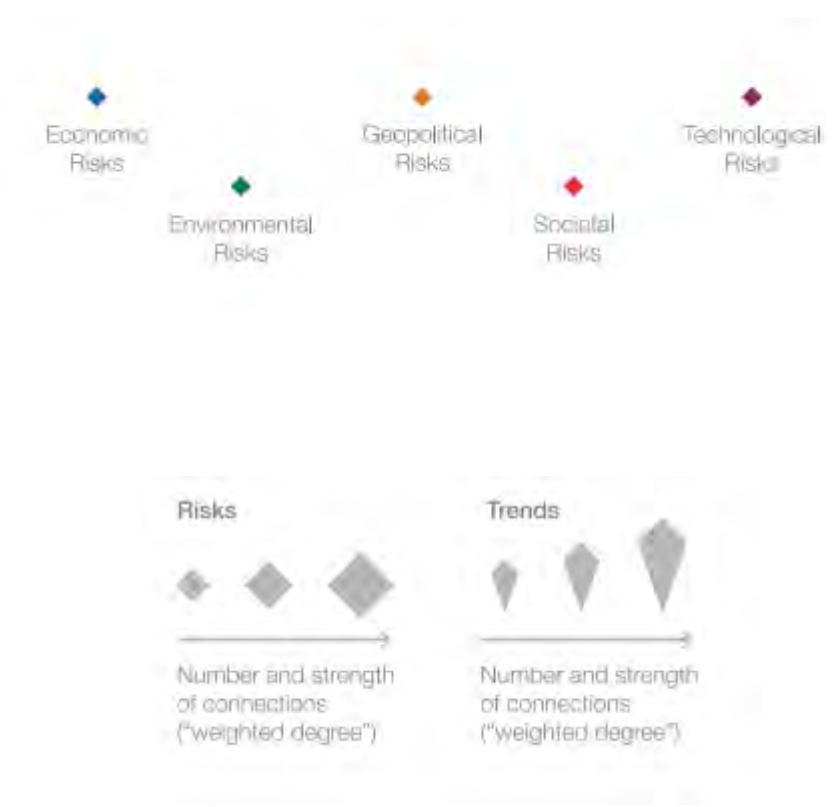 Economic
Risks
Geopolitical
Risks
Technological
Risks
Environmental
Risks
Societal
Risks
Risks
Trends
Number and strength
of connections
("weighted degree")
Number and strength
of connections
("weighted degree")